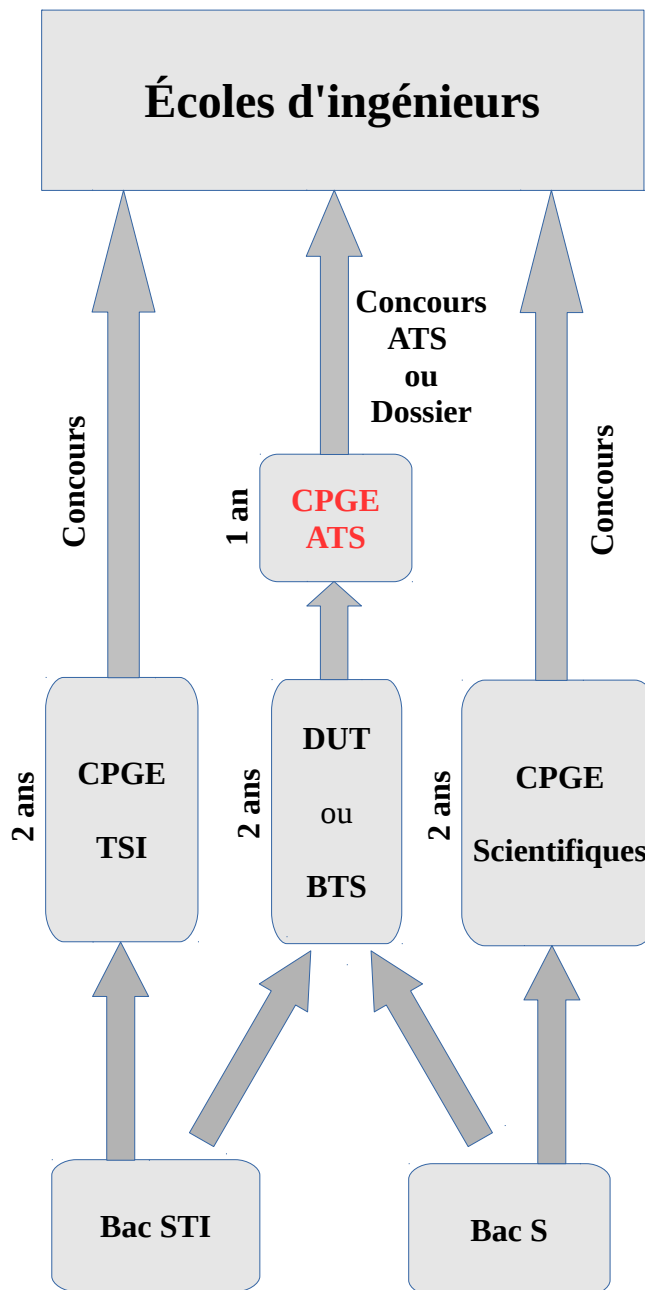 Écoles d'ingénieurs
Concours
ATS
ou
Dossier
Concours
1 an
CPGE
ATS
Concours
2 ans
CPGE
TSI
2 ans
DUT
ou
BTS
2 ans
CPGE
Scientifiques
Bac STI
Bac S